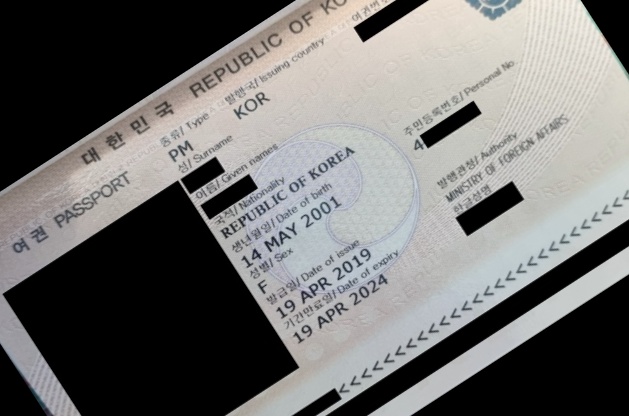 대한민국 REPUBLIC OF KO
여권 PASSPORT
종류/ Type
발행국/ Issuing country
여권번호/
PM
KOR
성/ Surname
이름/ Given names
국적/ Nationality
REPUBLIC OF KOREA
생년월일/ Date of birth
14 MAY 2001
성별/ Sex
F
발급일/ Date of issue
19 APR 2019
기간만료일/ Date of expiry
19 APR 2024
주민등록번호/ Personal No.
4
발행관청/ Authority
MINISTRY OF FOREIGN AFFAIRS
한글성명
<<<<<<<<<<<<<<<<<<<<<<<<<<